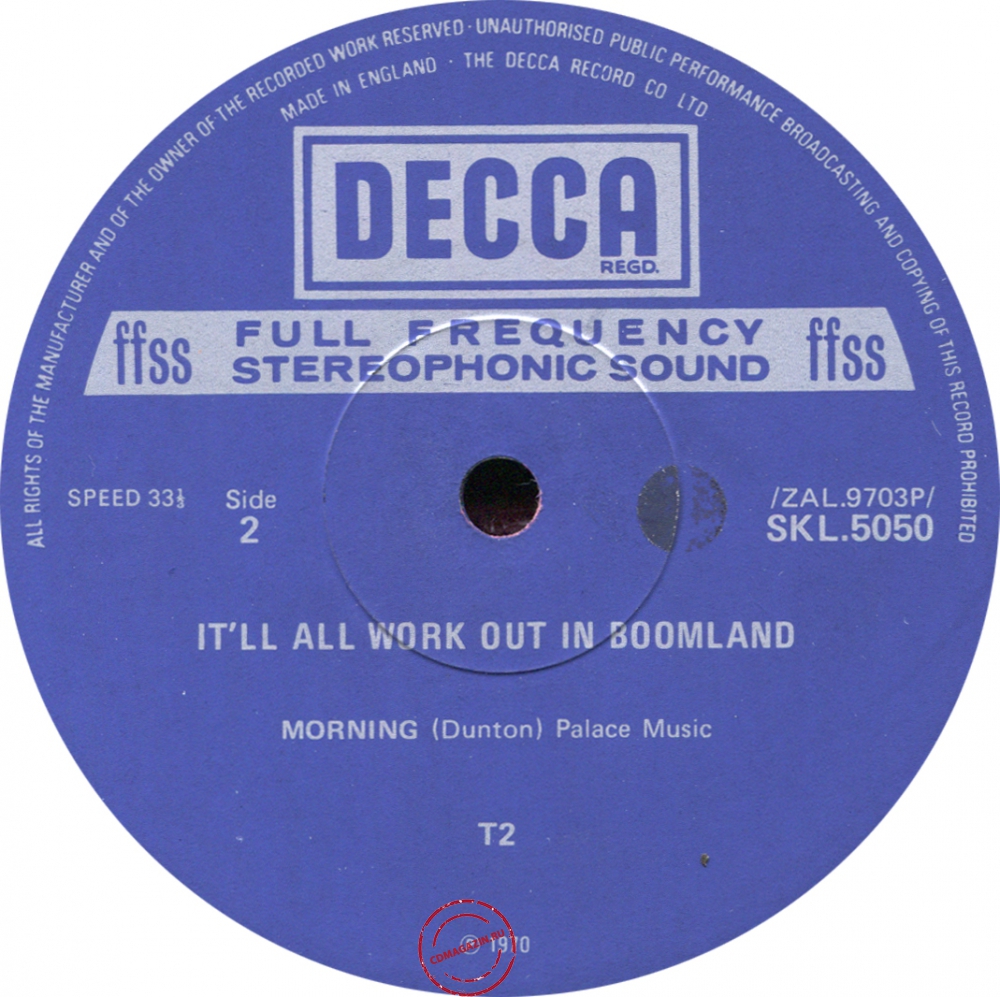 ALL RIGHTS OF THE MANUFACTURER AND OF THE OWNER OF THE RECORDED WORK RESERVED · UNAUTHORISED PUBLIC PERFORMANCE BROADCASTING AND COPYING OF THIS RECORD PROHIBITED
MADE IN ENGLAND · THE DECCA RECORD CO LTD
DECCA
REGD.
ffss FULL FREQUENCY STEREOPHONIC SOUND ffss
SPEED 33⅓ Side 2
/ZAL.9703P/
SKL.5050
IT'LL ALL WORK OUT IN BOOMLAND
MORNING (Dunton) Palace Music
T2
℗ 1970
CDMAGAZIN.RU